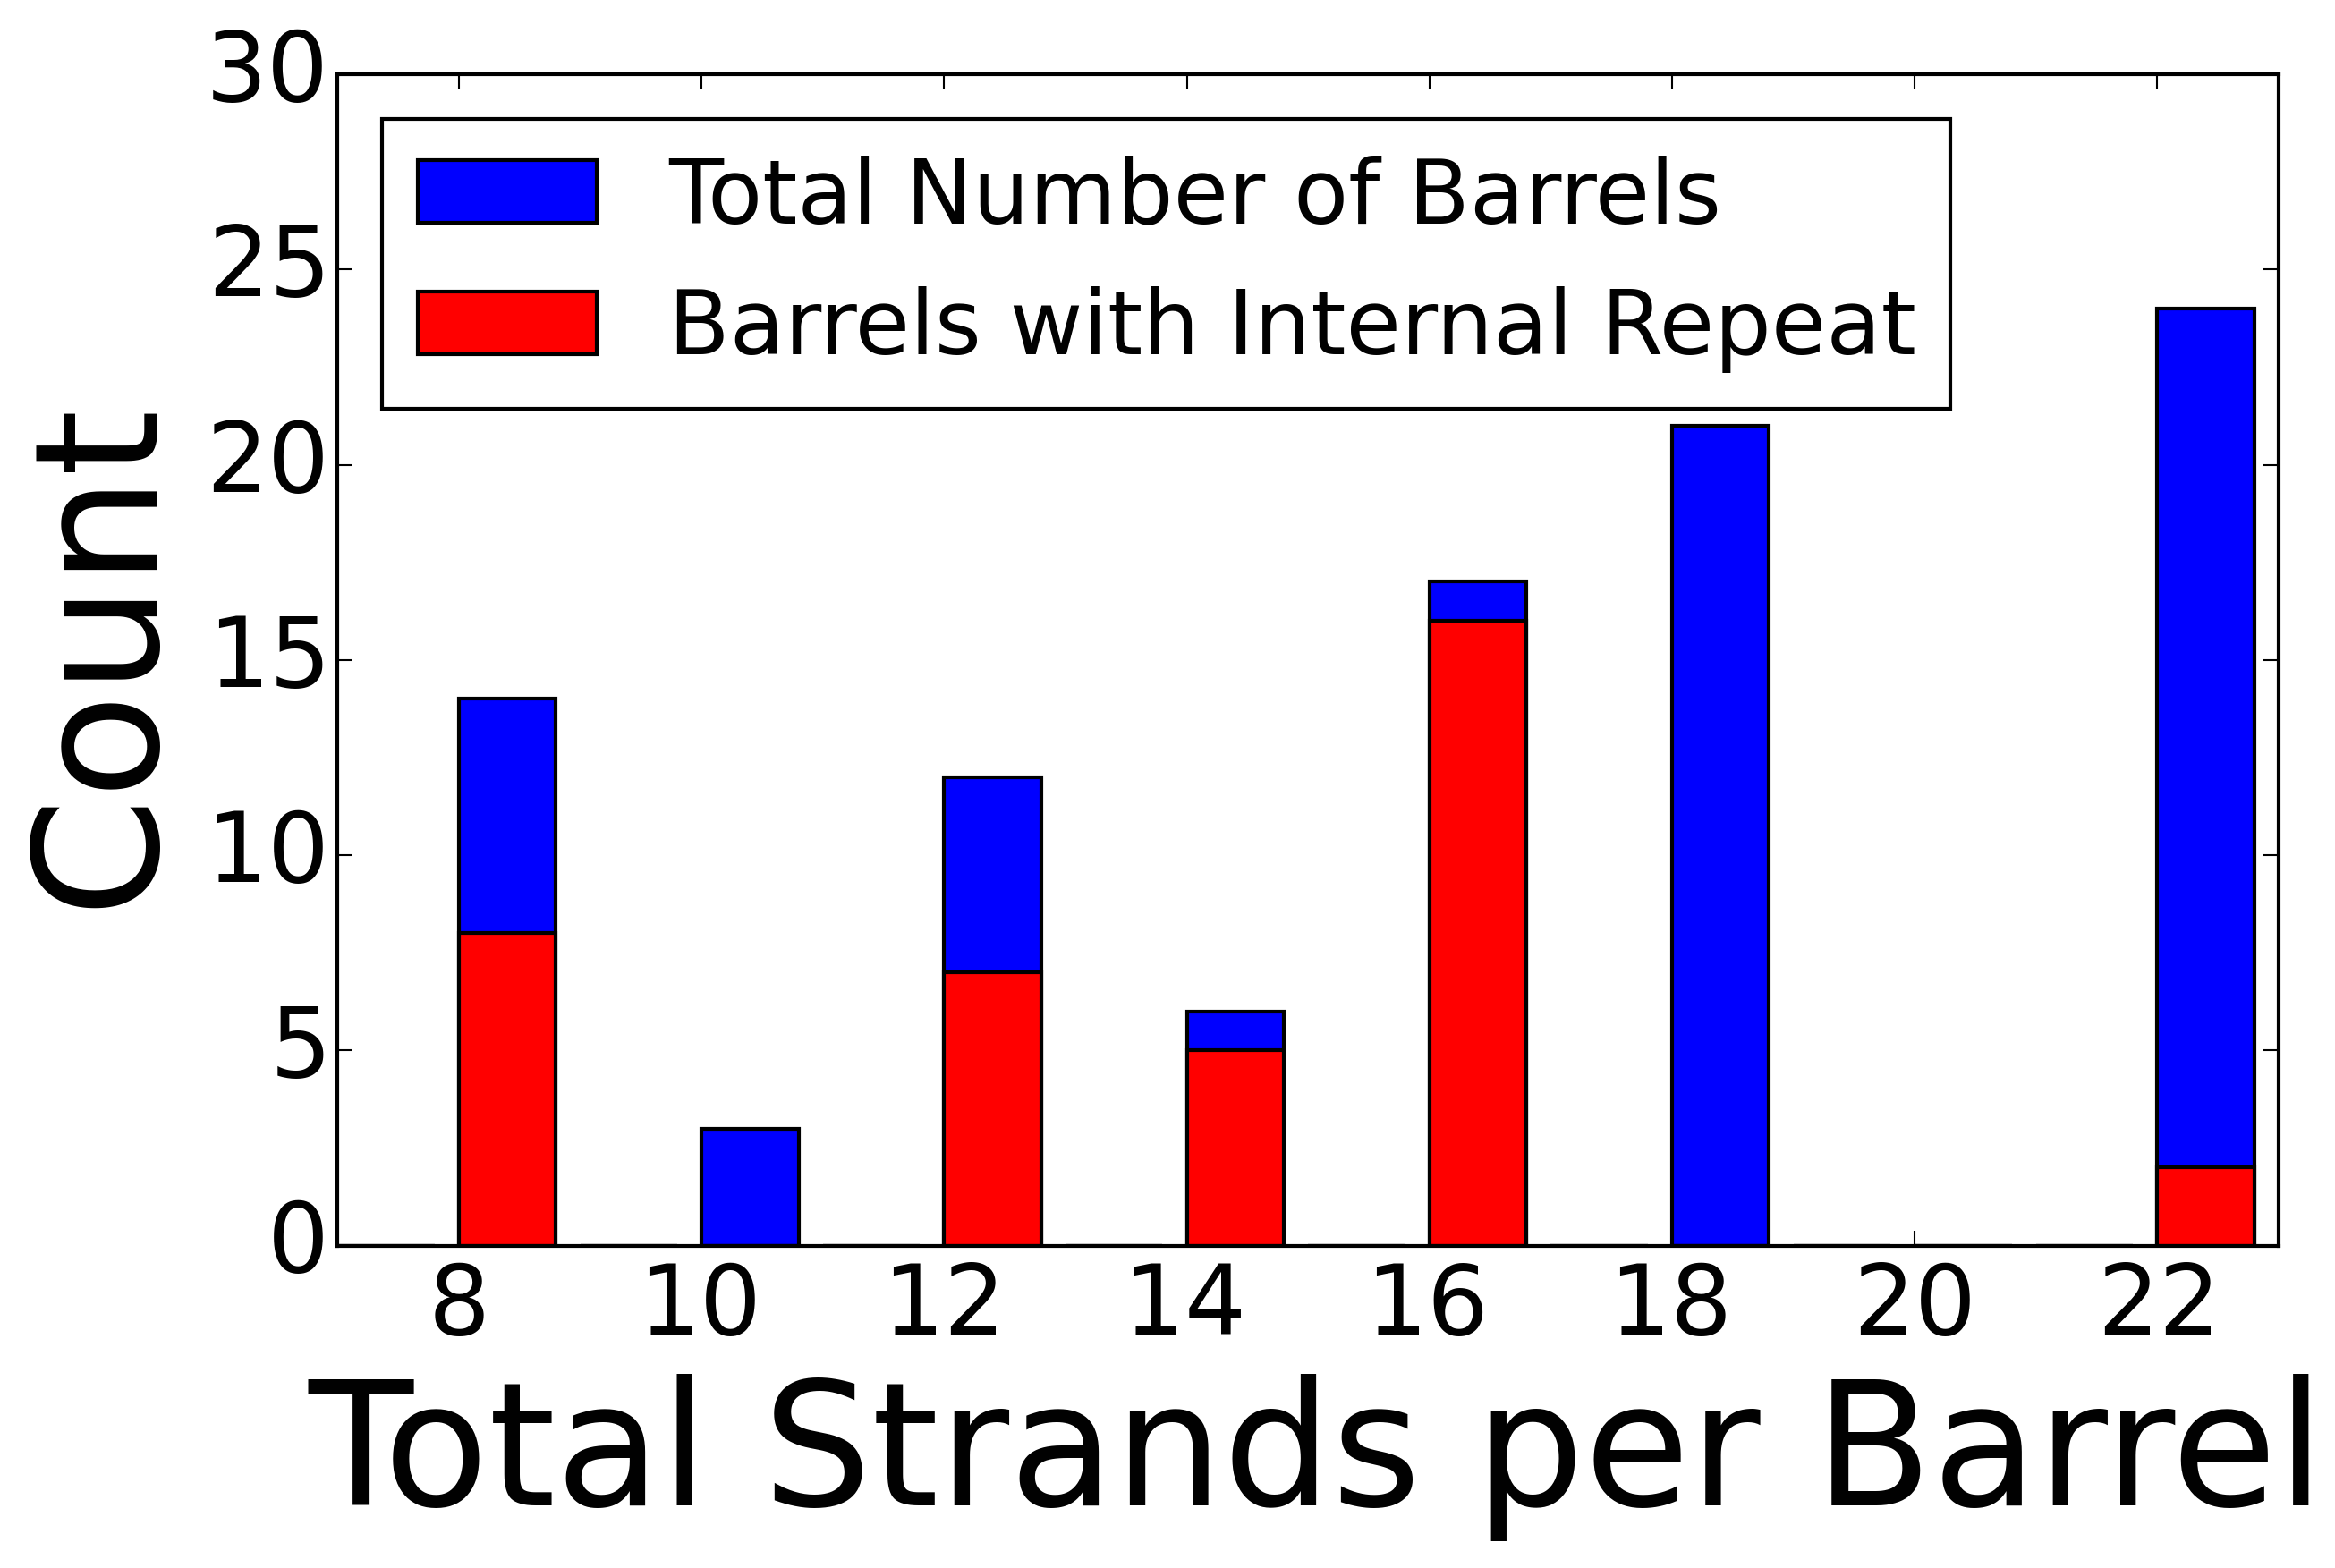 30
25
20
15
10
5
0
Count
Total Number of Barrels
Barrels with Internal Repeat
8 10 12 14 16 18 20 22
Total Strands per Barrel